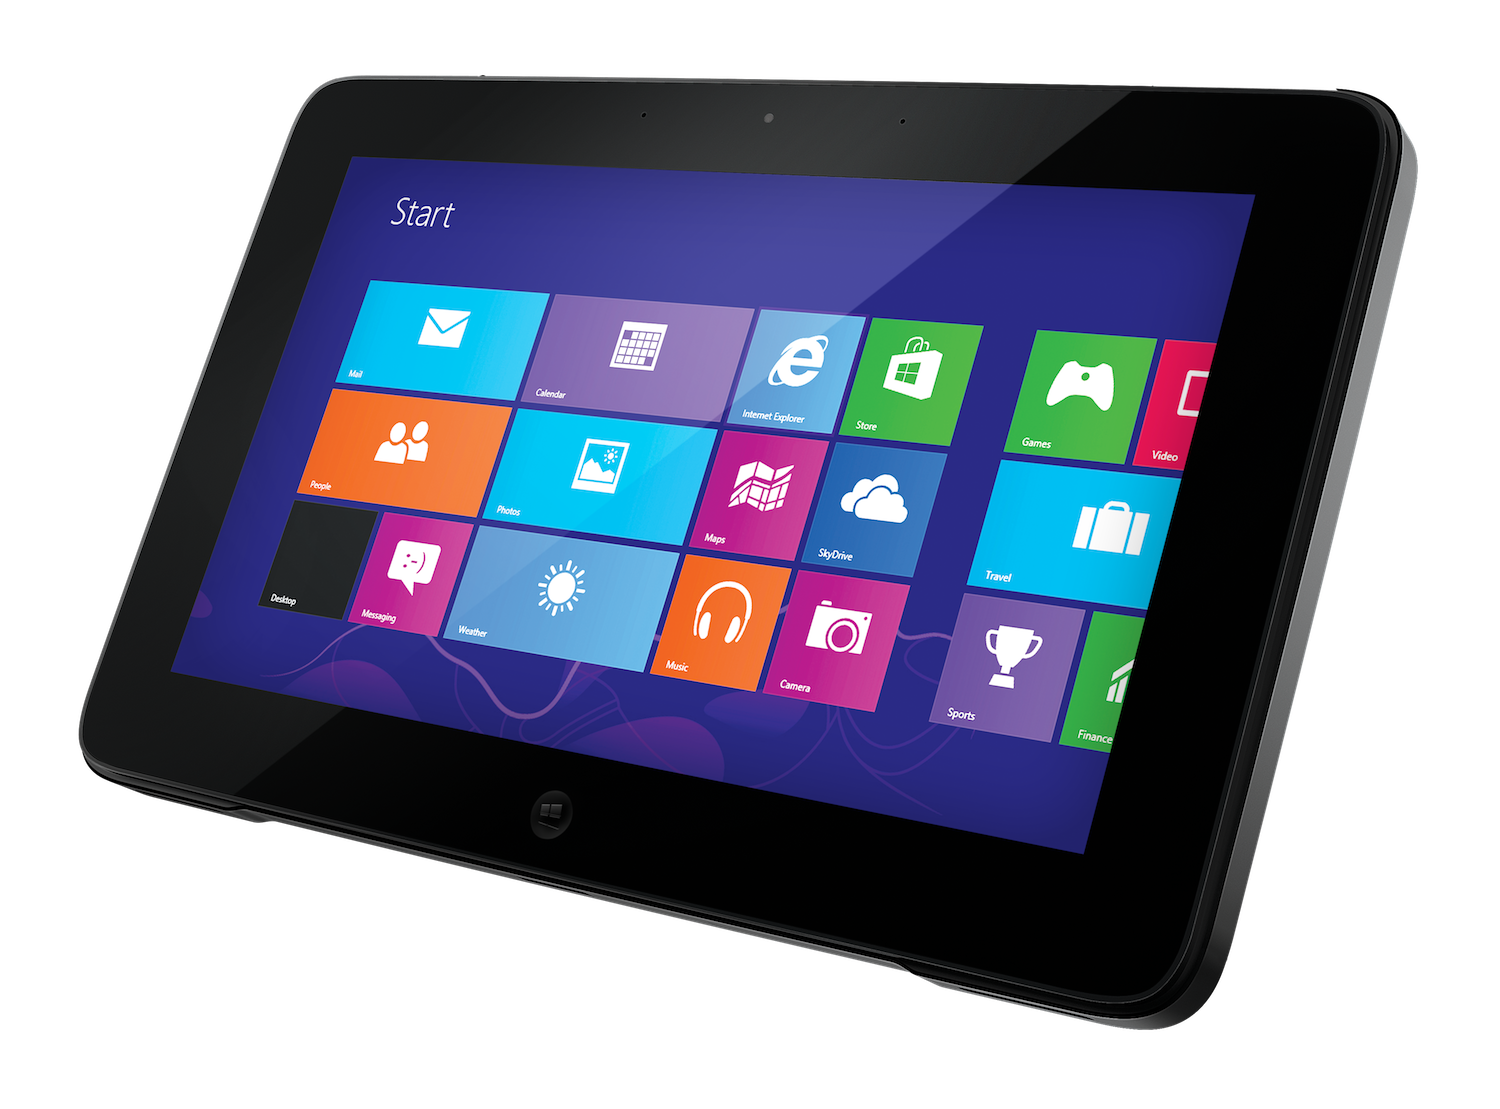 Start
Mail
Calendar
Internet Explorer
Store
Games
Video
People
Photos
Maps
SkyDrive
Travel
Desktop
Messaging
Weather
Music
Camera
Sports
Finance